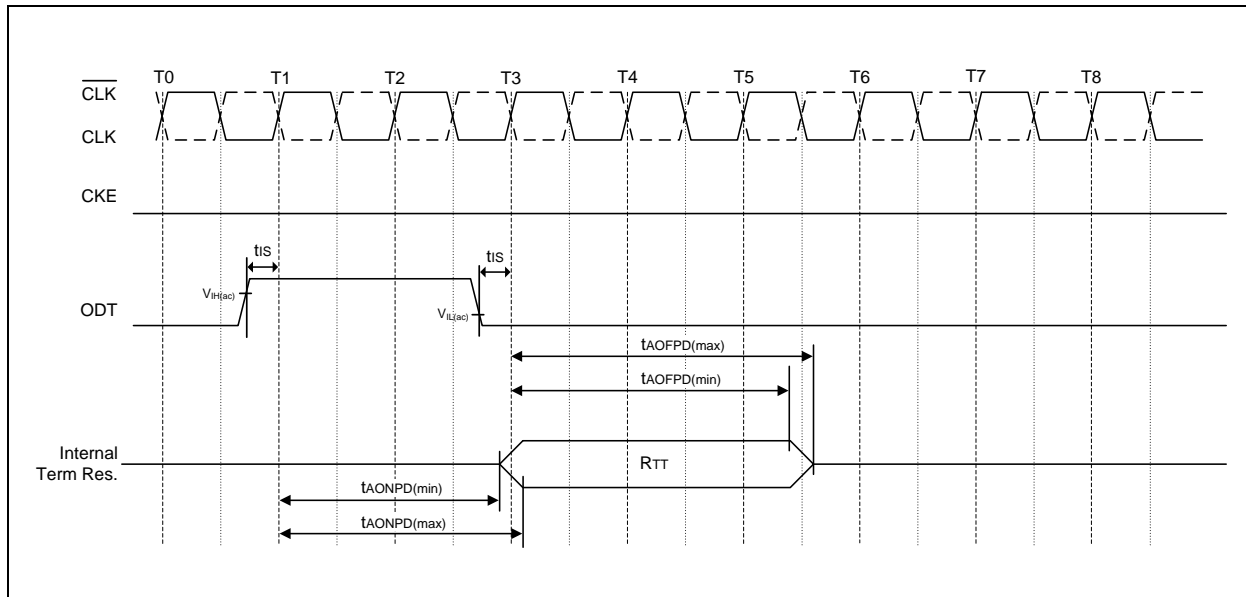 T0 T1 T2 T3 T4 T5 T6 T7 T8
CLK
CLK
CKE
tIS tIS
VIH(ac)
ODT
VIL(ac)
tAOFPD(max)
tAOFPD(min)
Internal
Term Res.
RTT
tAONPD(min)
tAONPD(max)